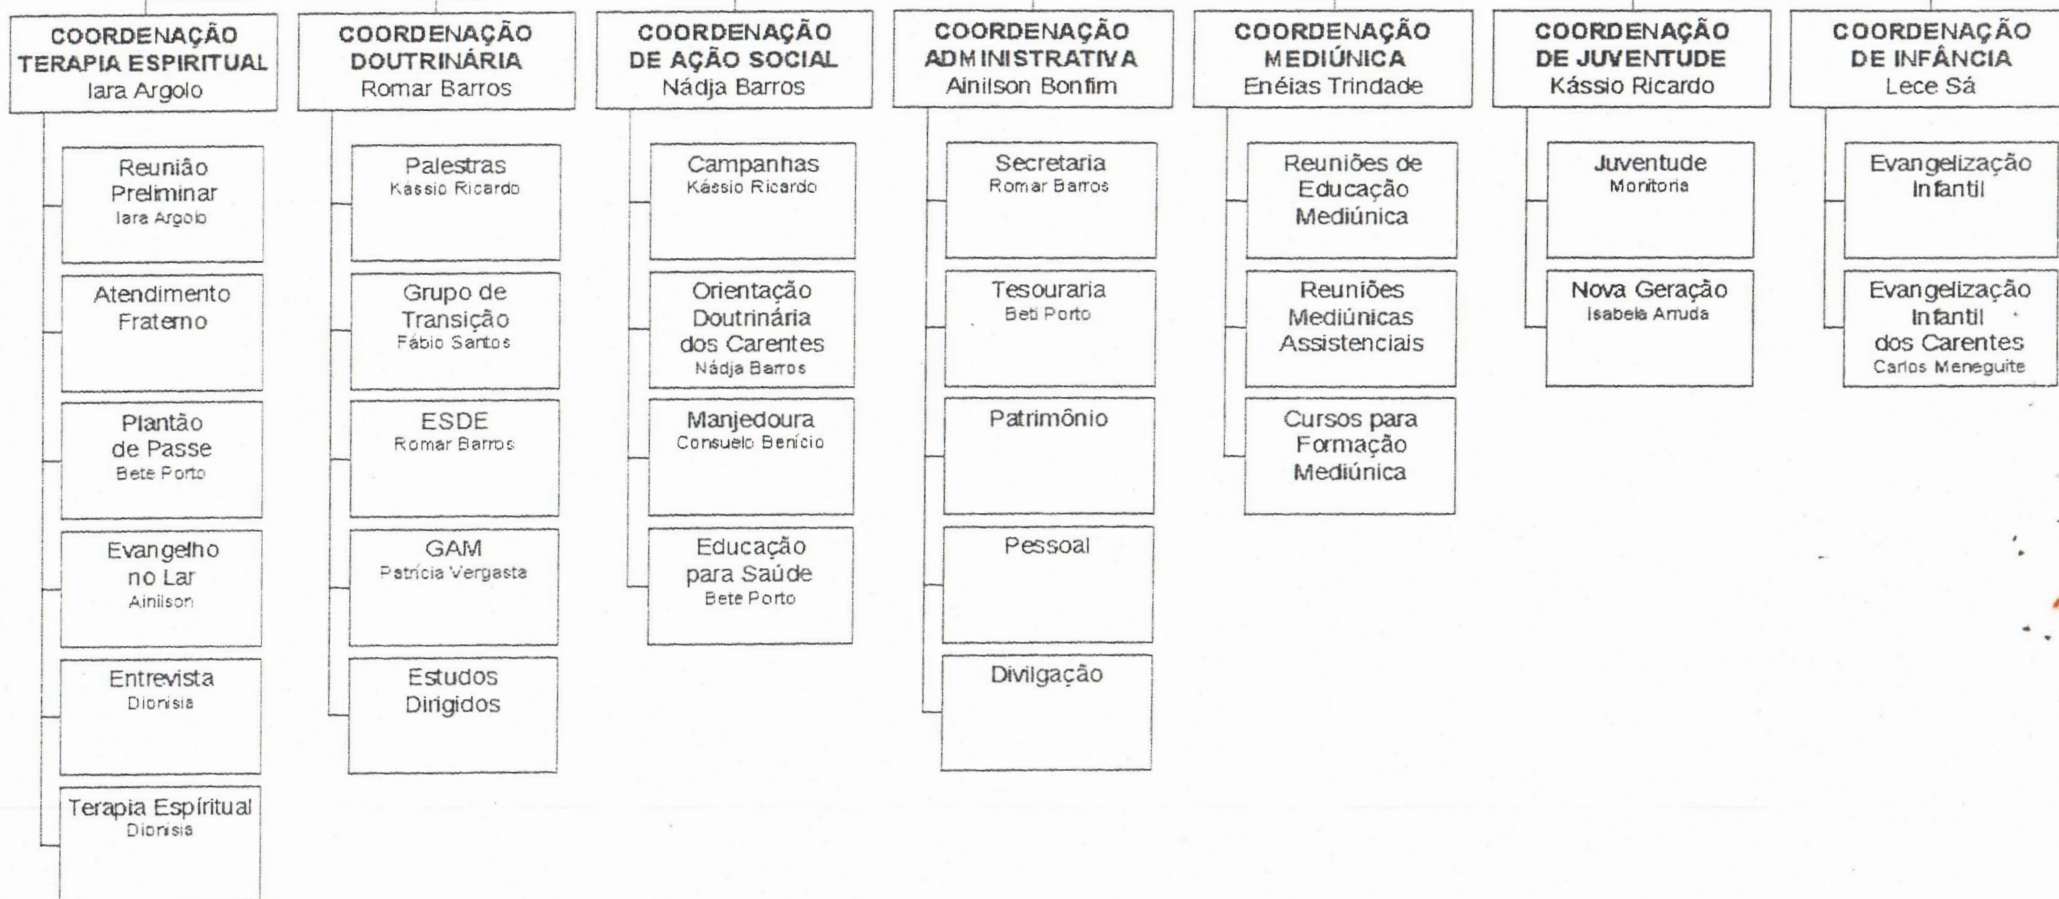 COORDENAÇÃO
TERAPIA ESPIRITUAL
Iara Argolo
Reunião
Preliminar
Iara Argolo
Atendimento
Fraterno
Plantão
de Passe
Bete Porto
Evangelho
no Lar
Ainilson
Entrevista
Dionísia
Terapia Espíritual
Dionísia
COORDENAÇÃO
DOUTRINÁRIA
Romar Barros
Palestras
Kássio Ricardo
Grupo de
Transição
Fábio Santos
ESDE
Romar Barros
GAM
Patrícia Vergasta
Estudos
Dirigidos
COORDENAÇÃO
DE AÇÃO SOCIAL
Nádja Barros
Campanhas
Kássio Ricardo
Orientação
Doutrinária
dos Carentes
Nádja Barros
Manjedoura
Consuelo Benício
Educação
para Saúde
Bete Porto
COORDENAÇÃO
ADMINISTRATIVA
Ainilson Bonfim
Secretaria
Romar Barros
Tesouraria
Beti Porto
Patrimônio
Pessoal
Divilgação
COORDENAÇÃO
MEDIÚNICA
Enéias Trindade
Reuniões de
Educação
Mediúnica
Reuniões
Mediúnicas
Assistenciais
Cursos para
Formação
Mediúnica
COORDENAÇÃO
DE JUVENTUDE
Kássio Ricardo
Juventude
Monitoria
Nova Geração
Isabela Arruda
COORDENAÇÃO
DE INFÂNCIA
Lece Sá
Evangelização
Infantil
Evangelização
Infantil
dos Carentes
Carlos Meneguite